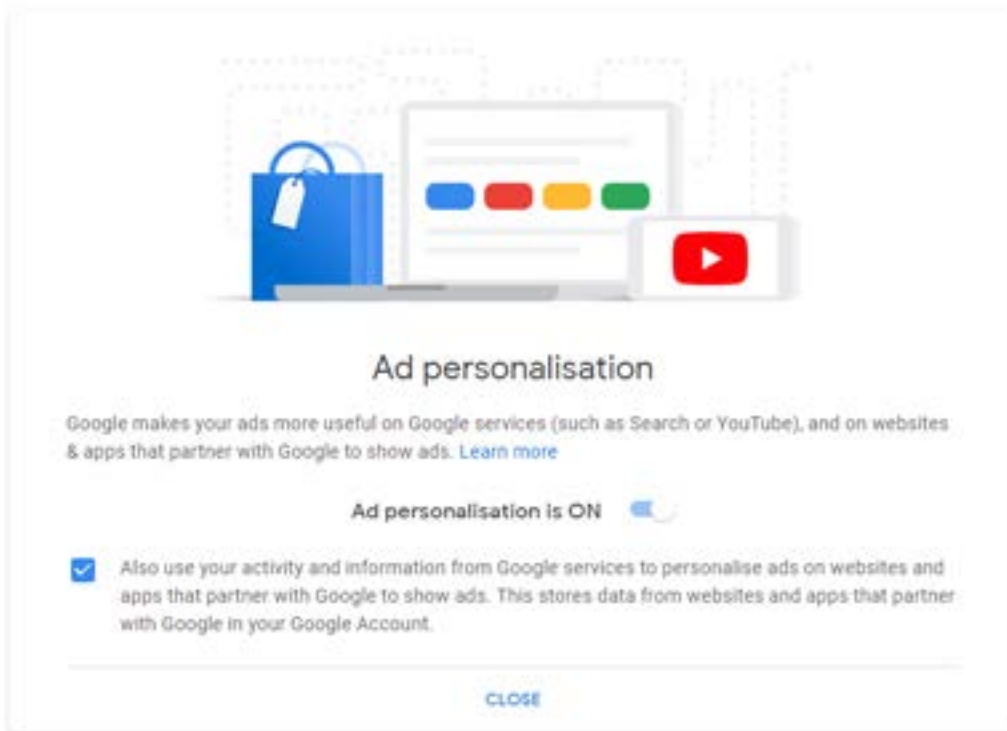 Ad personalisation
Google makes your ads more useful on Google services (such as Search or YouTube), and on websites
& apps that partner with Google to show ads. Learn more
Ad personalisation is ON
Also use your activity and information from Google services to personalise ads on websites and
apps that partner with Google to show ads. This stores data from websites and apps that partner
with Google in your Google Account.
CLOSE